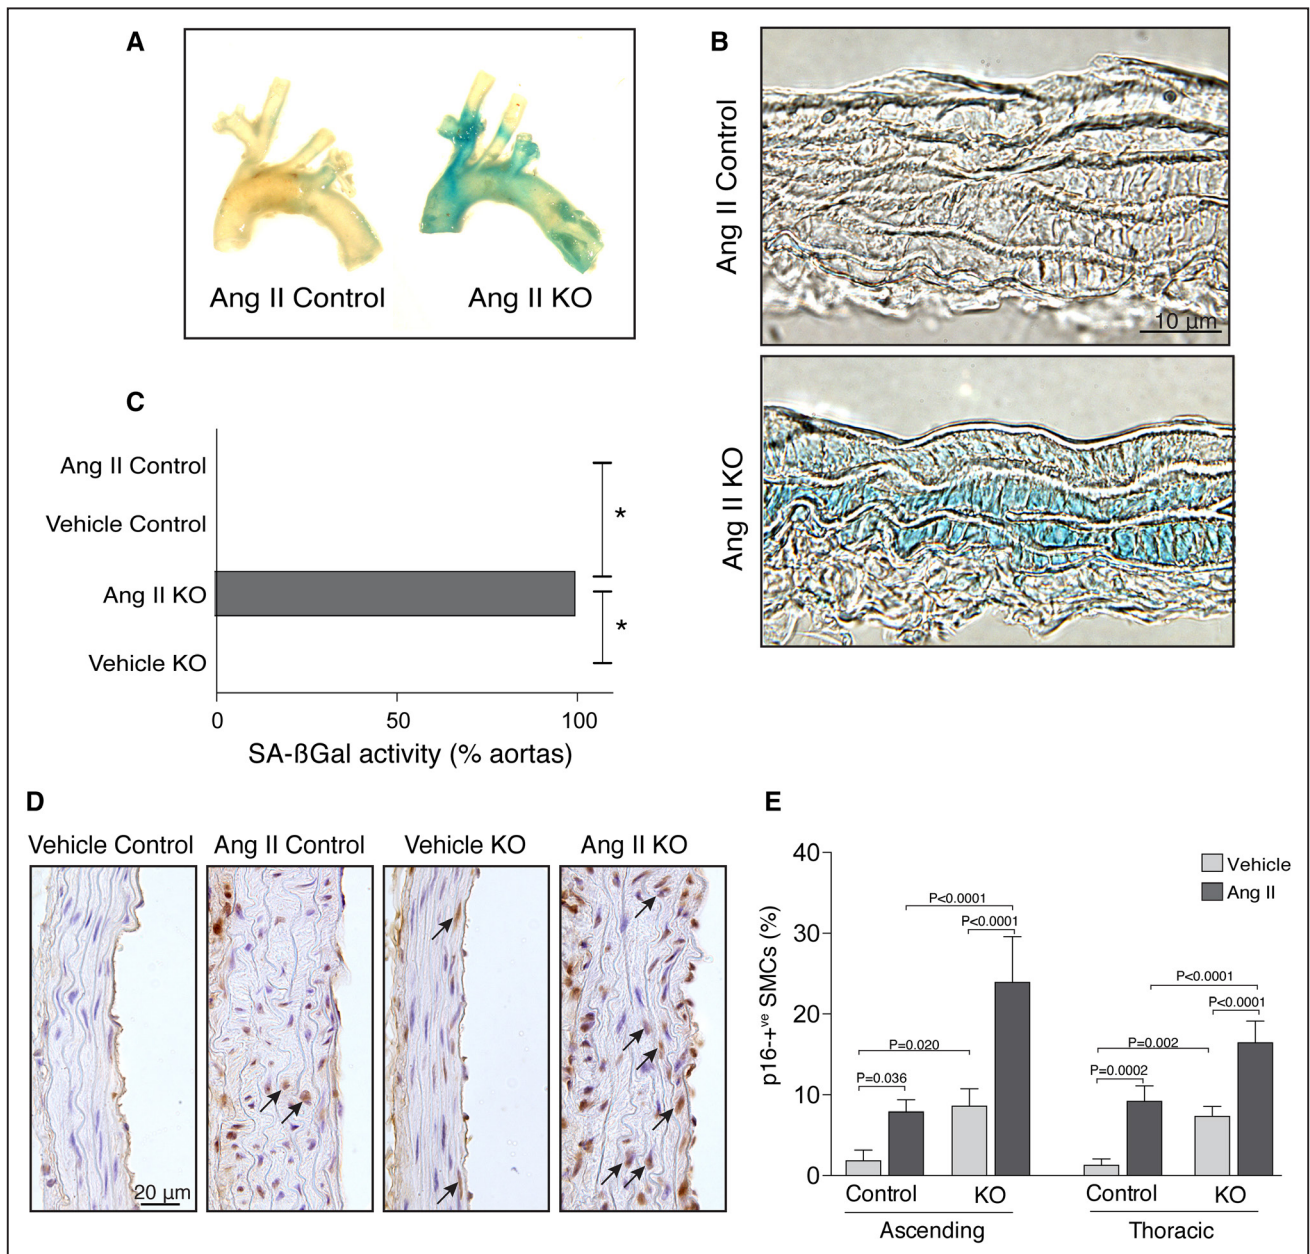 A
Ang II Control
Ang II KO
B
Ang II Control
10 µm
Ang II KO
C
Ang II Control
Vehicle Control
Ang II KO
Vehicle KO
*
*
0
50
100
SA-ßGal activity (% aortas)
D
Vehicle Control
Ang II Control
Vehicle KO
Ang II KO
20 µm
E
p16-+ve SMCs (%)
40
30
20
10
0
Vehicle
Ang II
P<0.0001
P<0.0001
P=0.020
P=0.036
P<0.0001
P<0.0001
P=0.002
P=0.0002
Control
KO
Control
KO
Ascending
Thoracic